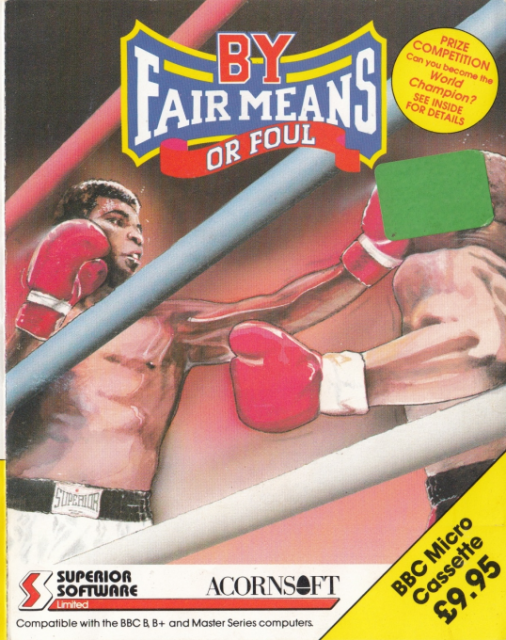 BY
FAIR MEANS
OR FOUL
PRIZE
COMPETITION
Can you become the
World
Champion?
SEE INSIDE
FOR DETAILS
SUPERIOR
SUPERIOR
SOFTWARE
Limited
ACORNSOFT
Compatible with the BBC B, B+ and Master Series computers.
BBC Micro
Cassette
£9.95